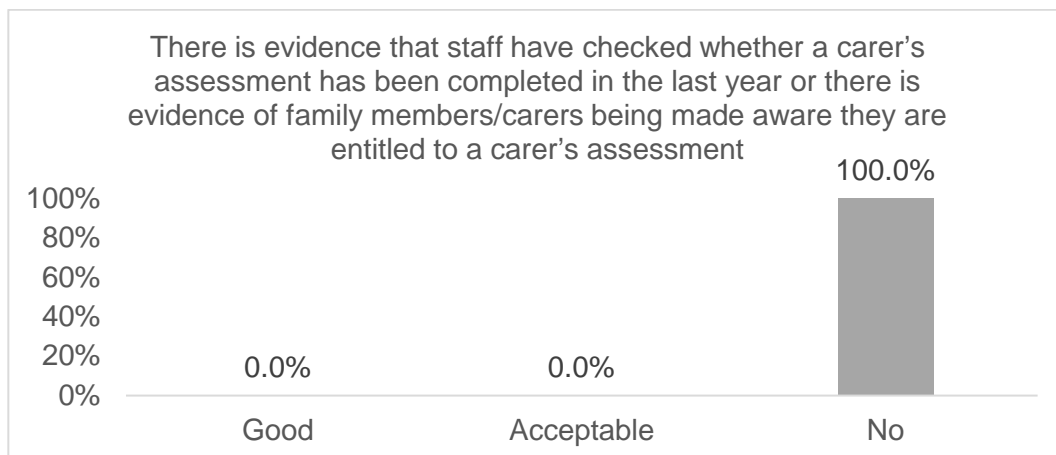 There is evidence that staff have checked whether a carer’s
assessment has been completed in the last year or there is
evidence of family members/carers being made aware they are
entitled to a carer’s assessment
100.0%
100%
80%
60%
40%
20%
0%
0.0%
0.0%
Good
Acceptable
No